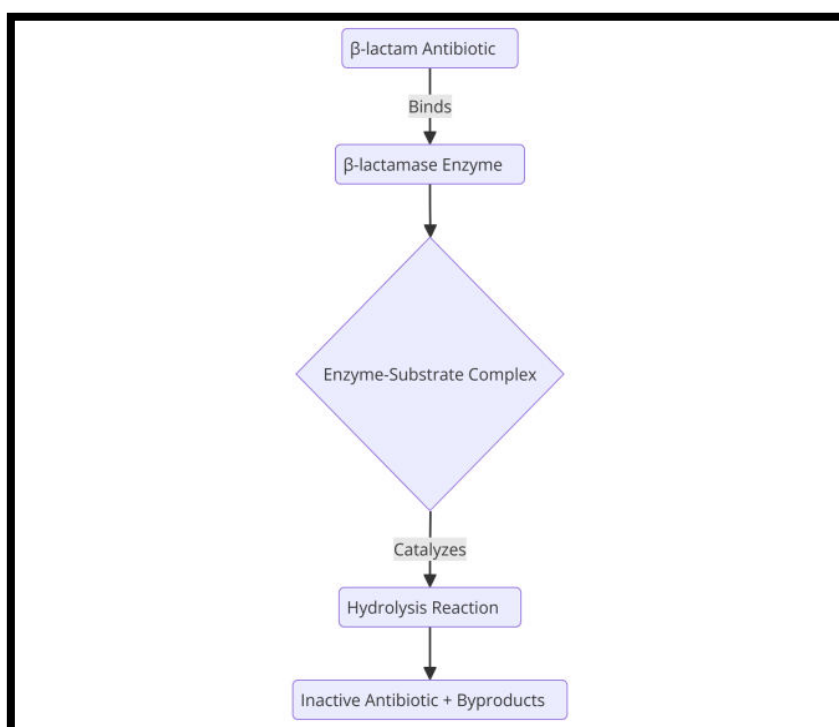 β-lactam Antibiotic
Binds
β-lactamase Enzyme
Enzyme-Substrate Complex
Catalyzes
Hydrolysis Reaction
Inactive Antibiotic + Byproducts